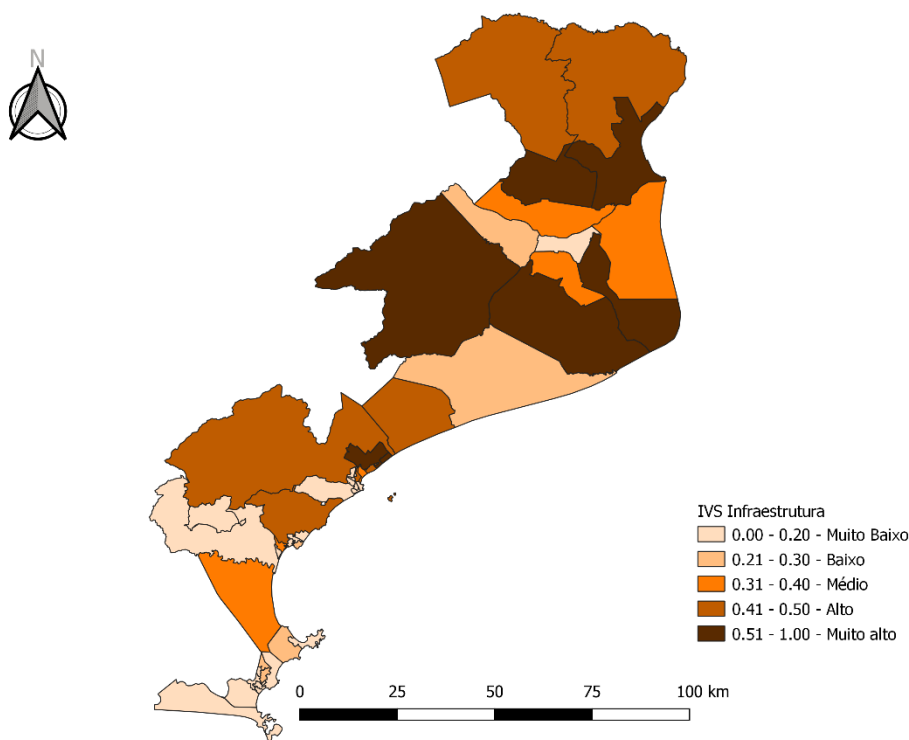 N
IVS Infraestrutura
0.00 - 0.20 - Muito Baixo
0.21 - 0.30 - Baixo
0.31 - 0.40 - Médio
0.41 - 0.50 - Alto
0.51 - 1.00 - Muito alto
0 25 50 75 100 km